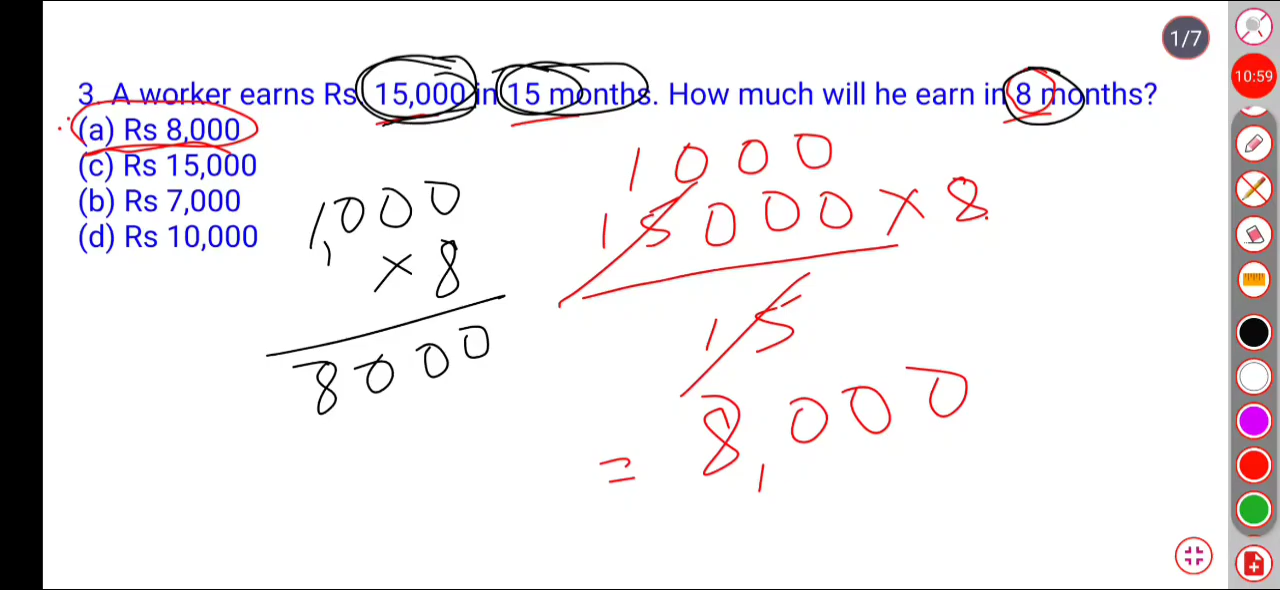 1/7
10:59
3. A worker earns Rs 15,000 in 15 months. How much will he earn in 8 months?
(a) Rs 8,000
(c) Rs 15,000
(b) Rs 7,000
(d) Rs 10,000
1,000
× 8
8000
1000
15000 × 8
15
= 8,000